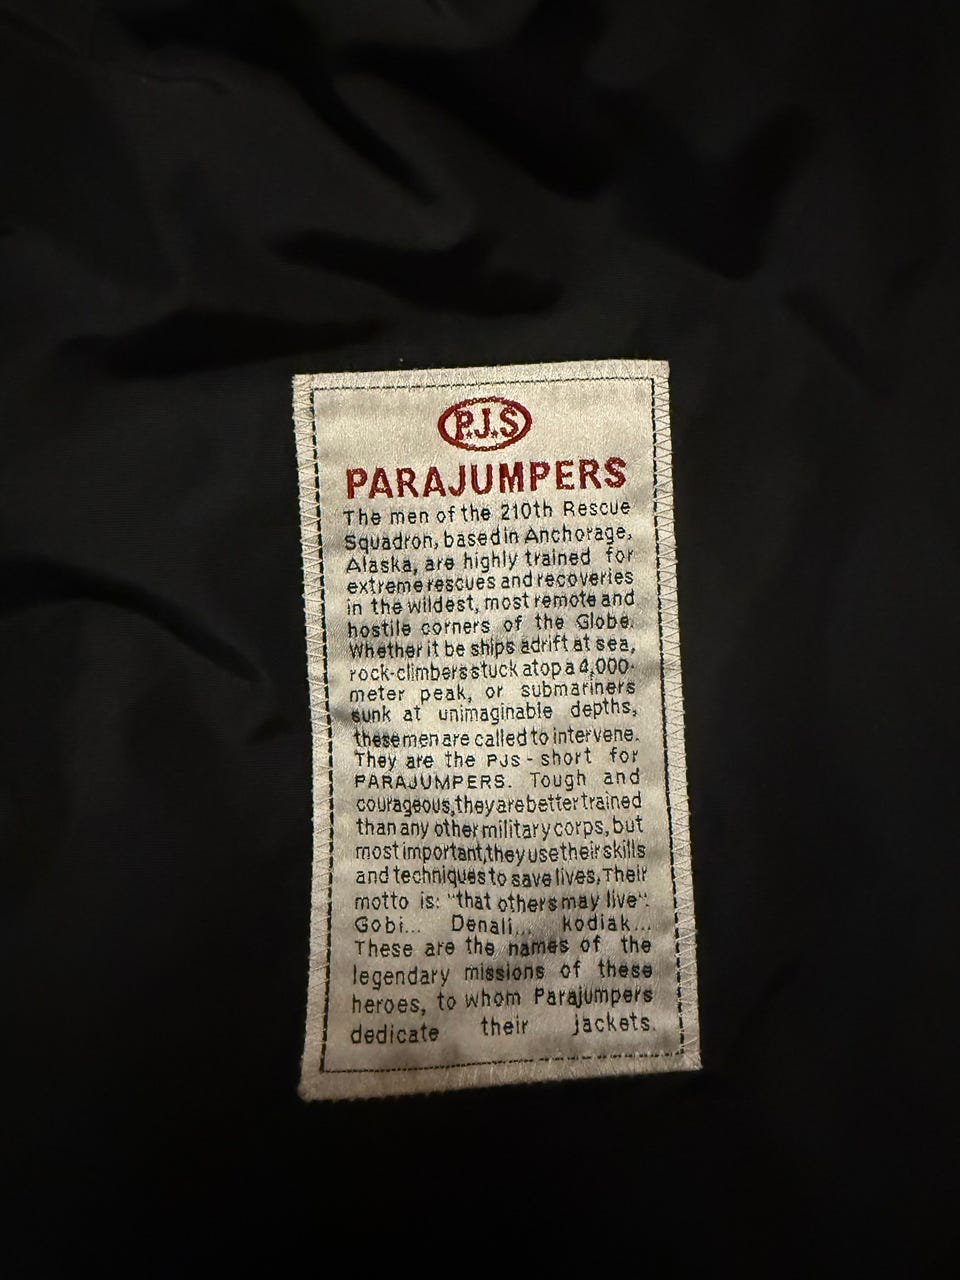 P.J.S
PARAJUMPERS
The men of the 210th Rescue
Squadron, based in Anchorage,
Alaska, are highly trained for
extreme rescues and recoveries
in the wildest, most remote and
hostile corners of the Globe.
Whether it be ships adrift at sea,
rock-climbers stuck atop a 4,000-
meter peak, or submariners
sunk at unimaginable depths,
these men are called to intervene.
They are the PJs - short for
PARAJUMPERS. Tough and
courageous, they are better trained
than any other military corps, but
most important, they use their skills
and techniques to save lives. Their
motto is: "that others may live".
Gobi... Denali... kodiak...
These are the names of the
legendary missions of these
heroes, to whom Parajumpers
dedicate their jackets.